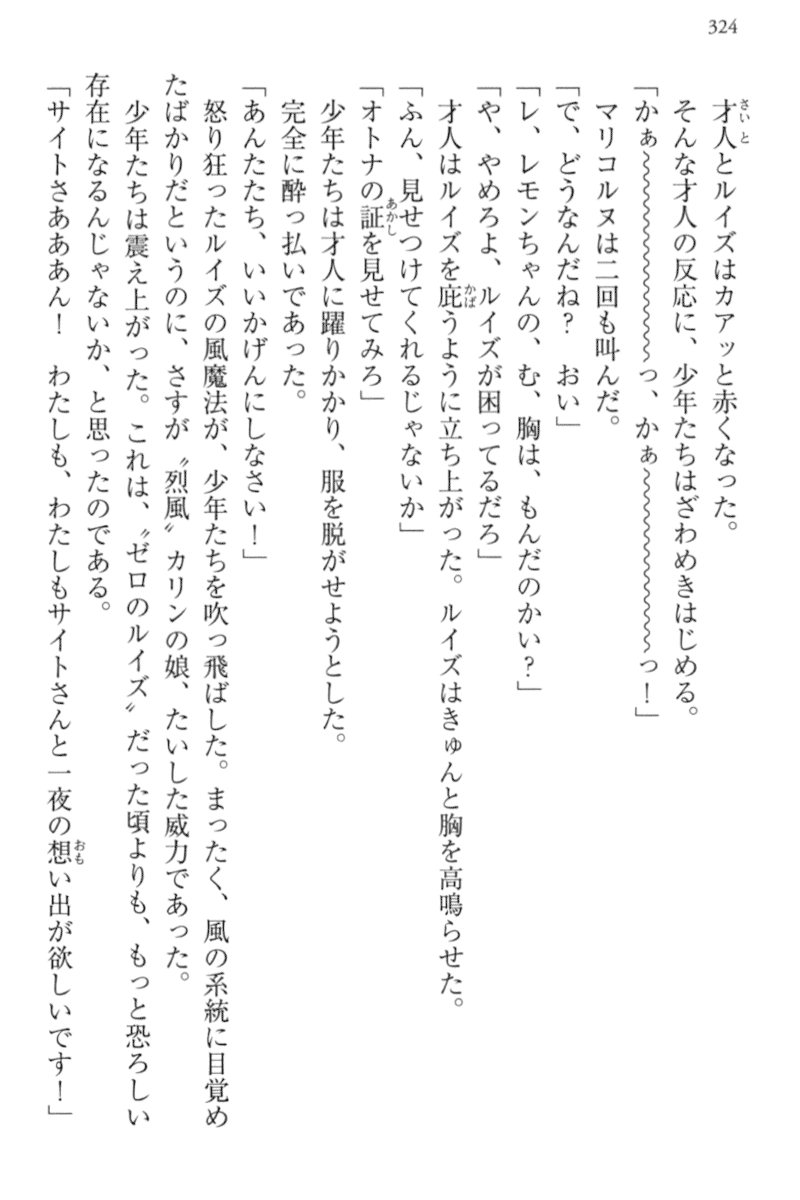 324
才人とルイズはカアッと赤くなった。
そんな才人の反応に、少年たちはざわめきはじめる。
「かぁ~~~~~~~~~~~~っ、かぁ~~~~~~~~~~~~っ！」
マリコルヌは二回も叫んだ。
「で、どうなんだね？　おい」
「レ、レモンちゃんの、む、胸は、もんだのかい？」
「や、やめろよ、ルイズが困ってるだろ」
才人はルイズを庇うように立ち上がった。ルイズはきゅんと胸を高鳴らせた。
「ふん、見せつけてくれるじゃないか」
「オトナの証を見せてみろ」
少年たちは才人に躍りかかり、服を脱がせようとした。
完全に酔っ払いであった。
「あんたたち、いいかげんにしなさい！」
怒り狂ったルイズの風魔法が、少年たちを吹っ飛ばした。まったく、風の系統に目覚め
たばかりだというのに、さすが〝烈風〟カリンの娘、たいした威力であった。
少年たちは震え上がった。これは、〝ゼロのルイズ〟だった頃よりも、もっと恐ろしい
存在になるんじゃないか、と思ったのである。
「サイトさあああん！　わたしも、わたしもサイトさんと一夜の想い出が欲しいです！」